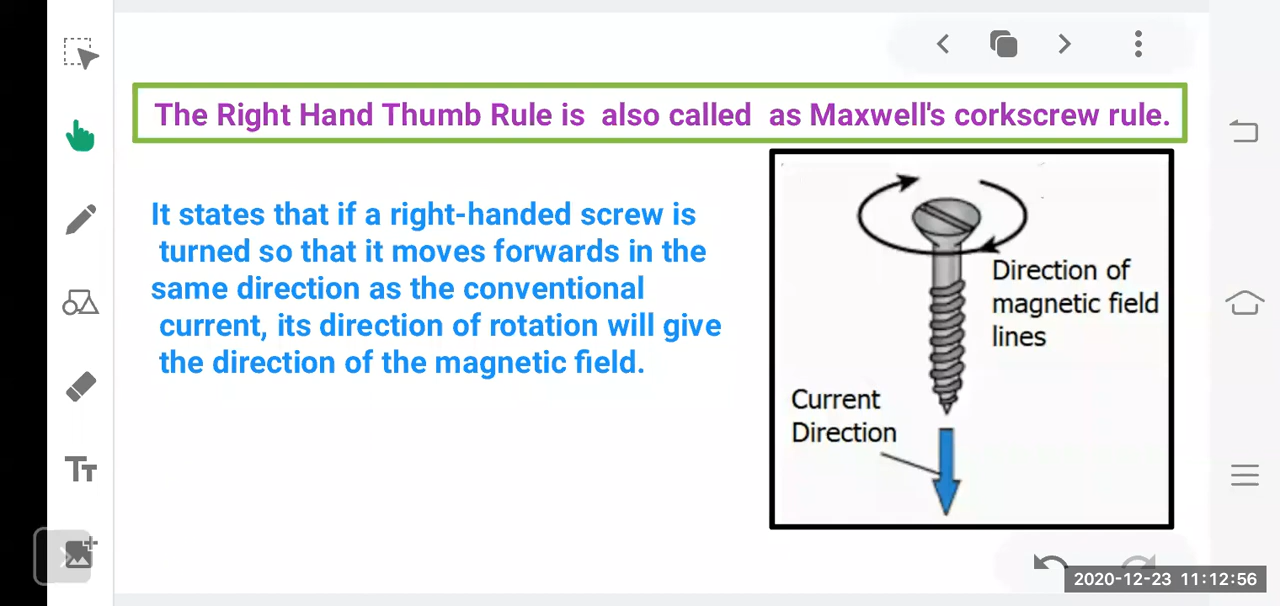 The Right Hand Thumb Rule is also called as Maxwell's corkscrew rule.
It states that if a right-handed screw is
turned so that it moves forwards in the
same direction as the conventional
current, its direction of rotation will give
the direction of the magnetic field.
Direction of
magnetic field
lines
Current
Direction
TT
2020-12-23 11:12:56